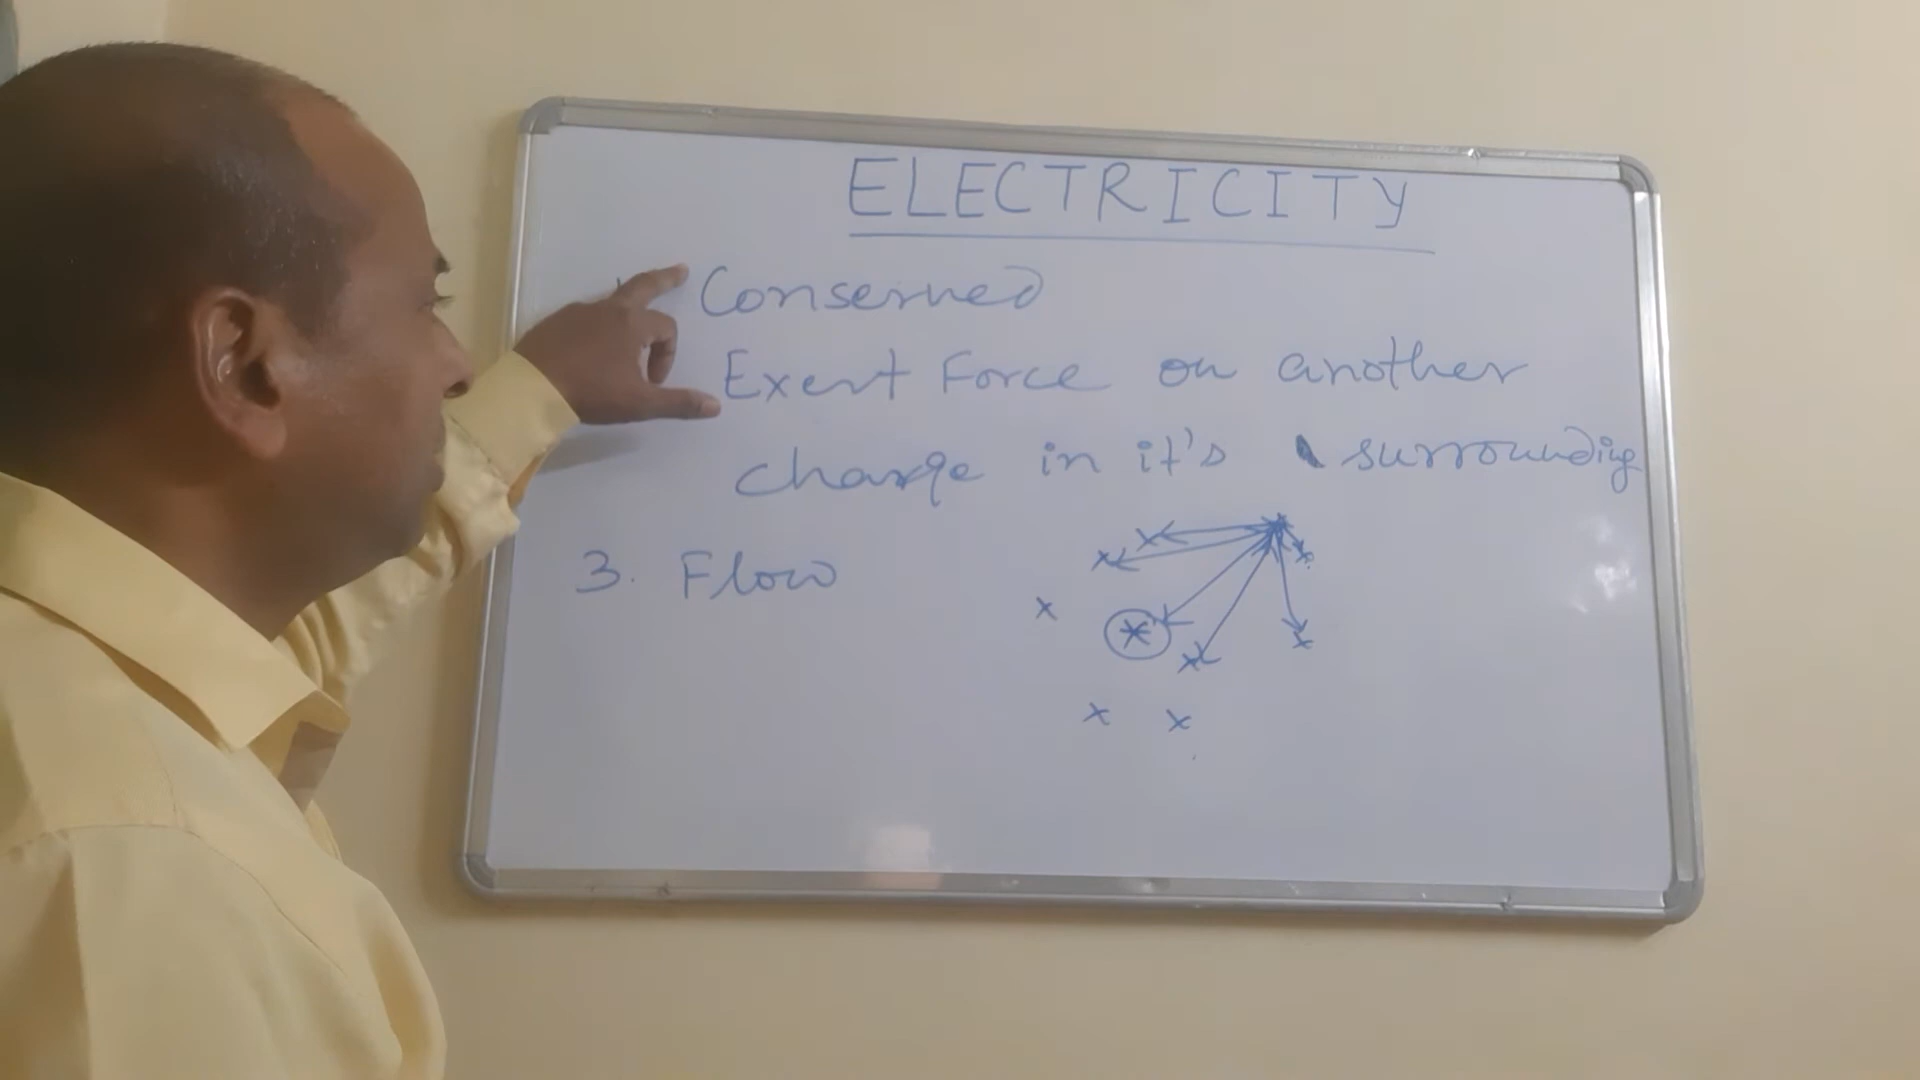 ELECTRICITY
Conserved
Exert Force on another
charge in it's surrounding
3. Flow